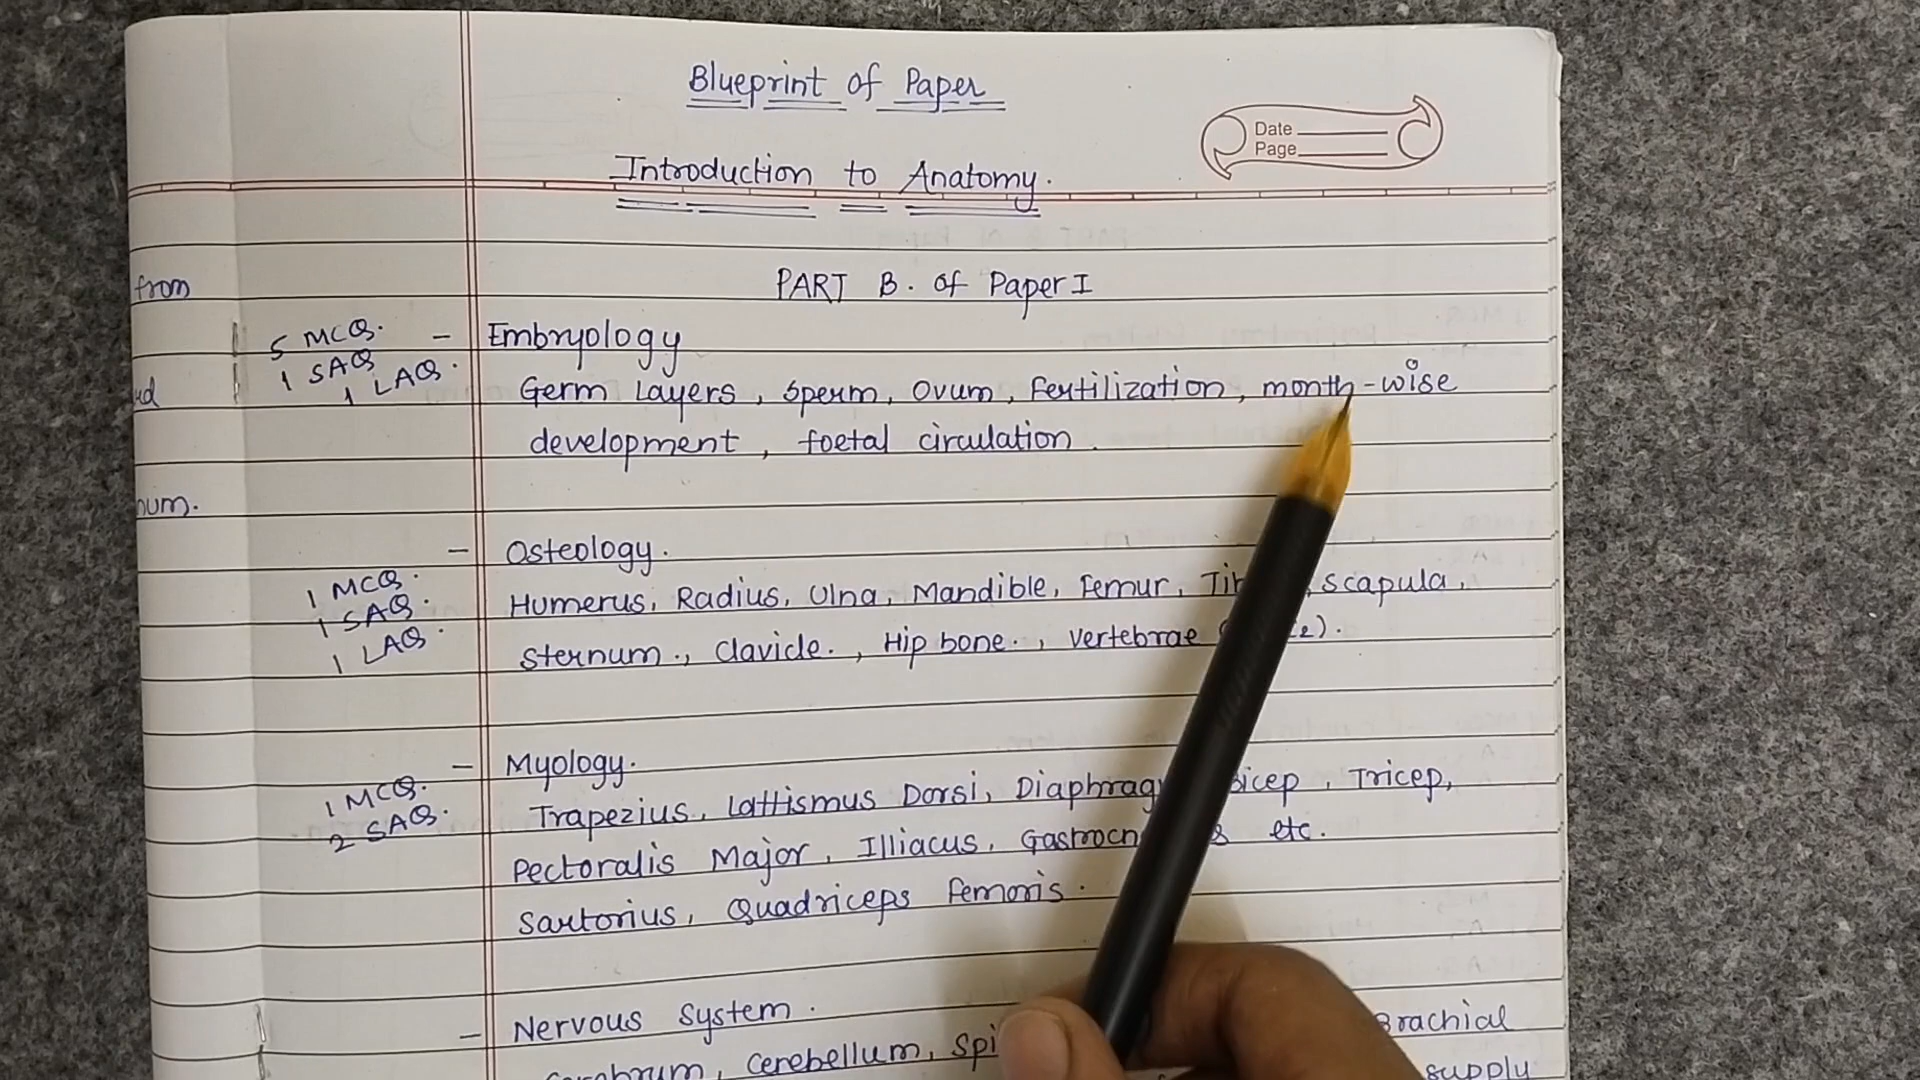 Blueprint of Paper
Date
Page
Introduction to Anatomy.
PART B. of Paper I
from
5 MCQ. - Embryology
1 SAQ
1 LAQ.
Germ Layers, Sperm, Ovum, Fertilization, month-wise
development, foetal circulation.
num.
- Osteology.
1 MCQ.
1 SAQ.
1 LAQ.
Humerus, Radius, Ulna, Mandible, Femur, , scapula,
Sternum., Clavicle., Hip bone., vertebrae
- Myology.
1 MCQ.
2 SAQ.
Trapezius, Lattismus Dorsi, Tricep,
Pectoralis Major, Illiacus, etc.
Sartorius, Quadriceps femoris.
- Nervous System.
Brachial
Cerebellum,
supply